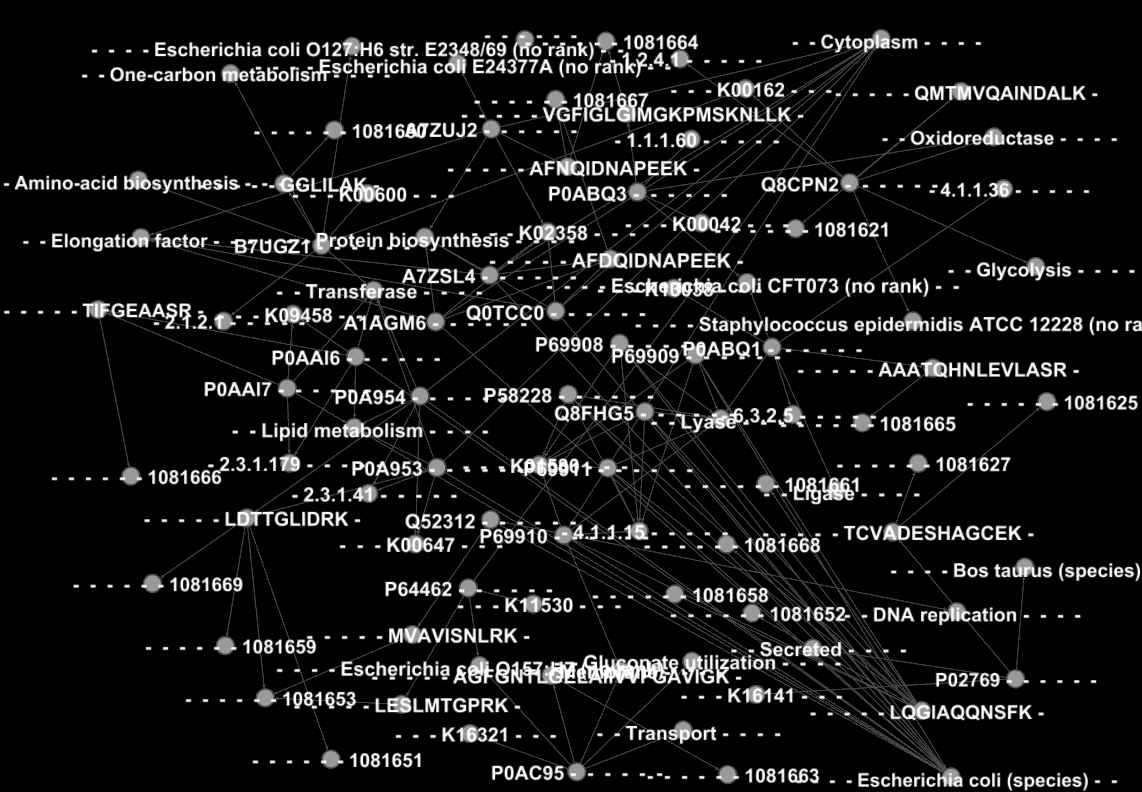 Escherichia coli O127:H6 str. E2348/69 (no rank)
1081664
Cytoplasm
1.2.4.1
Escherichia coli E24377A (no rank)
One-carbon metabolism
K00162
QMTMVQAINDALK
1081667
VGFIGLGIMGKPMSKNLLK
A7ZUJ2
1.1.1.60
Oxidoreductase
AFNQIDNAPEEK
Amino-acid biosynthesis
GGLILAK
K00600
P0ABQ3
Q8CPN2
4.1.1.36
K00042
1081621
K02358
Elongation factor
B7UGZ1
Protein biosynthesis
AFDQIDNAPEEK
Glycolysis
A7ZSL4
Escherichia coli CFT073 (no rank)
Transferase
TIFGEAASR
2.1.2.1
K09458
A1AGM6
Q0TCC0
Staphylococcus epidermidis ATCC 12228 (no ra
P69908
P69909
P0ABQ1
P0AAI6
AAATQHNLEVLASR
P0AAI7
P0A954
P58228
1081625
Q8FHG5
6.3.2.5
Lyase
1081665
Lipid metabolism
2.3.1.179
P0A953
P69911
1081627
1081666
1081661
Ligase
2.3.1.41
LDTTGLIDRK
Q52312
P69910
4.1.1.15
TCVADESHAGCEK
K00647
1081668
Bos taurus (species)
1081669
P64462
1081658
K11530
1081652
DNA replication
MVAVISNLRK
1081659
Secreted
Gluconate utilization
P02769
1081653
LESLMTGPRK
K16141
LQGIAQQNSFK
K16321
Transport
1081651
P0AC95
1081663
Escherichia coli (species)